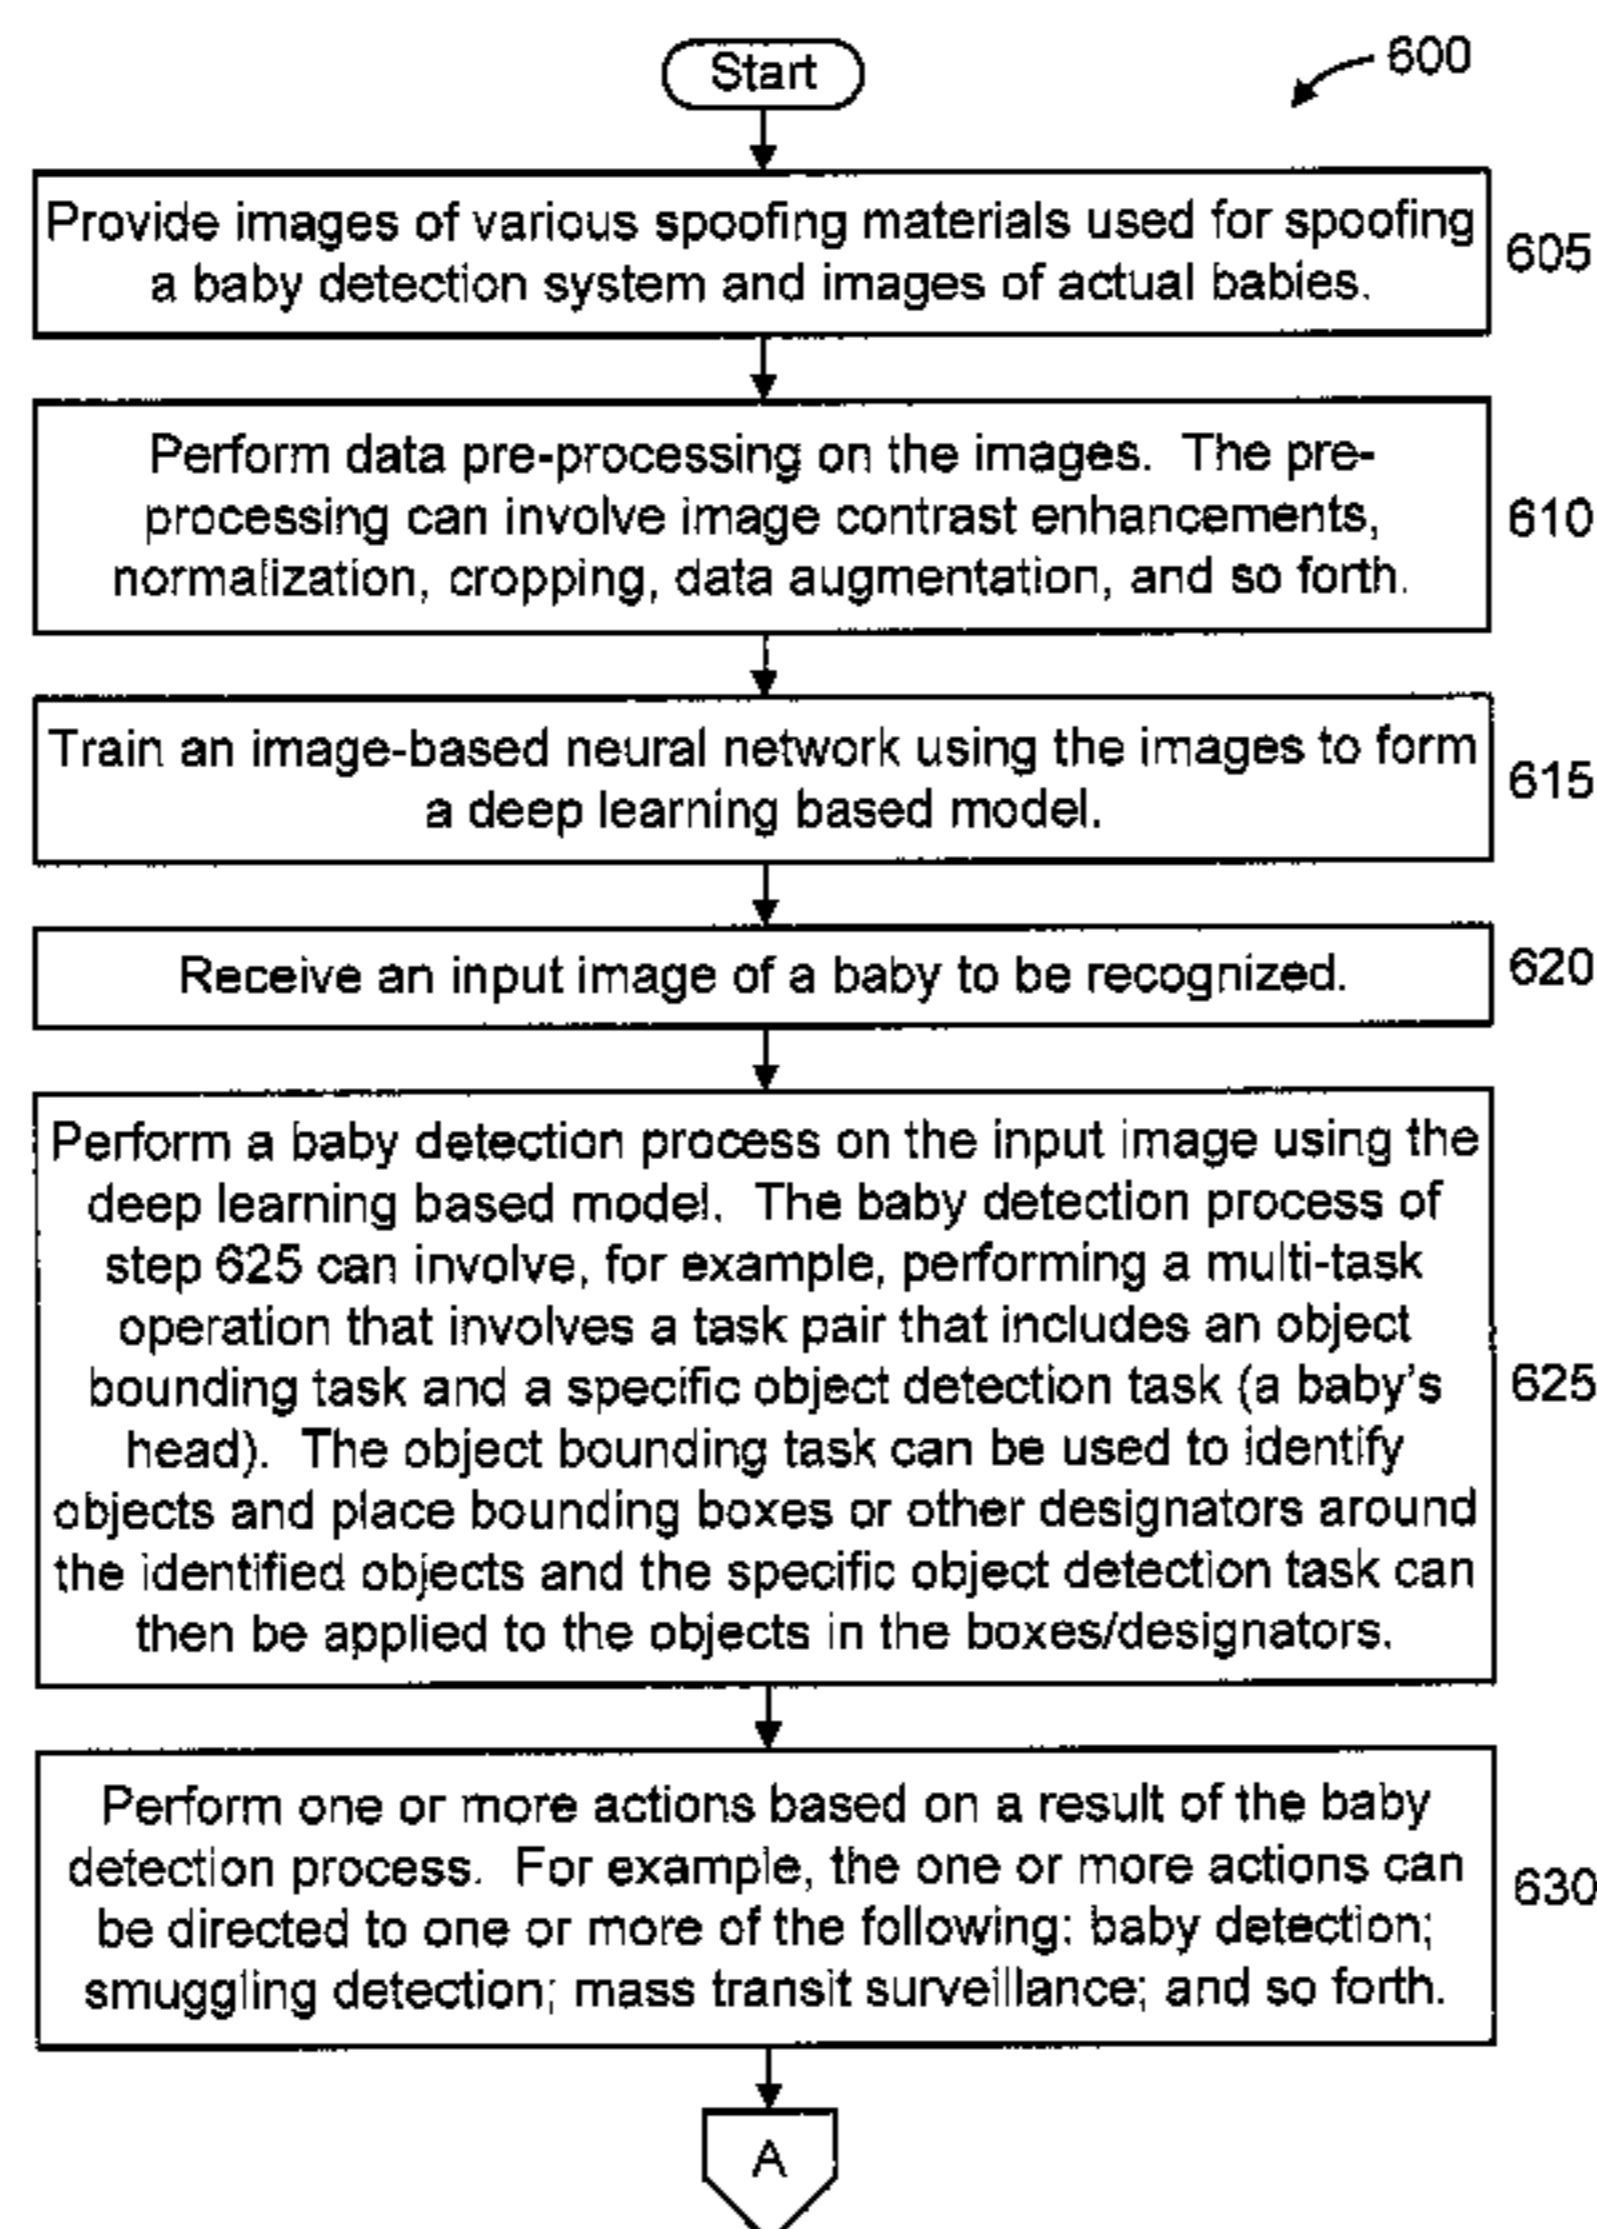 Start
600
Provide images of various spoofing materials used for spoofing
a baby detection system and images of actual babies.
605
Perform data pre-processing on the images. The pre-
processing can involve image contrast enhancements,
normalization, cropping, data augmentation, and so forth.
610
Train an image-based neural network using the images to form
a deep learning based model.
615
Receive an input image of a baby to be recognized.
620
Perform a baby detection process on the input image using the
deep learning based model. The baby detection process of
step 625 can involve, for example, performing a multi-task
operation that involves a task pair that includes an object
bounding task and a specific object detection task (a baby's
head). The object bounding task can be used to identify
objects and place bounding boxes or other designators around
the identified objects and the specific object detection task can
then be applied to the objects in the boxes/designators.
625
Perform one or more actions based on a result of the baby
detection process. For example, the one or more actions can
be directed to one or more of the following: baby detection;
smuggling detection; mass transit surveillance; and so forth.
630
A